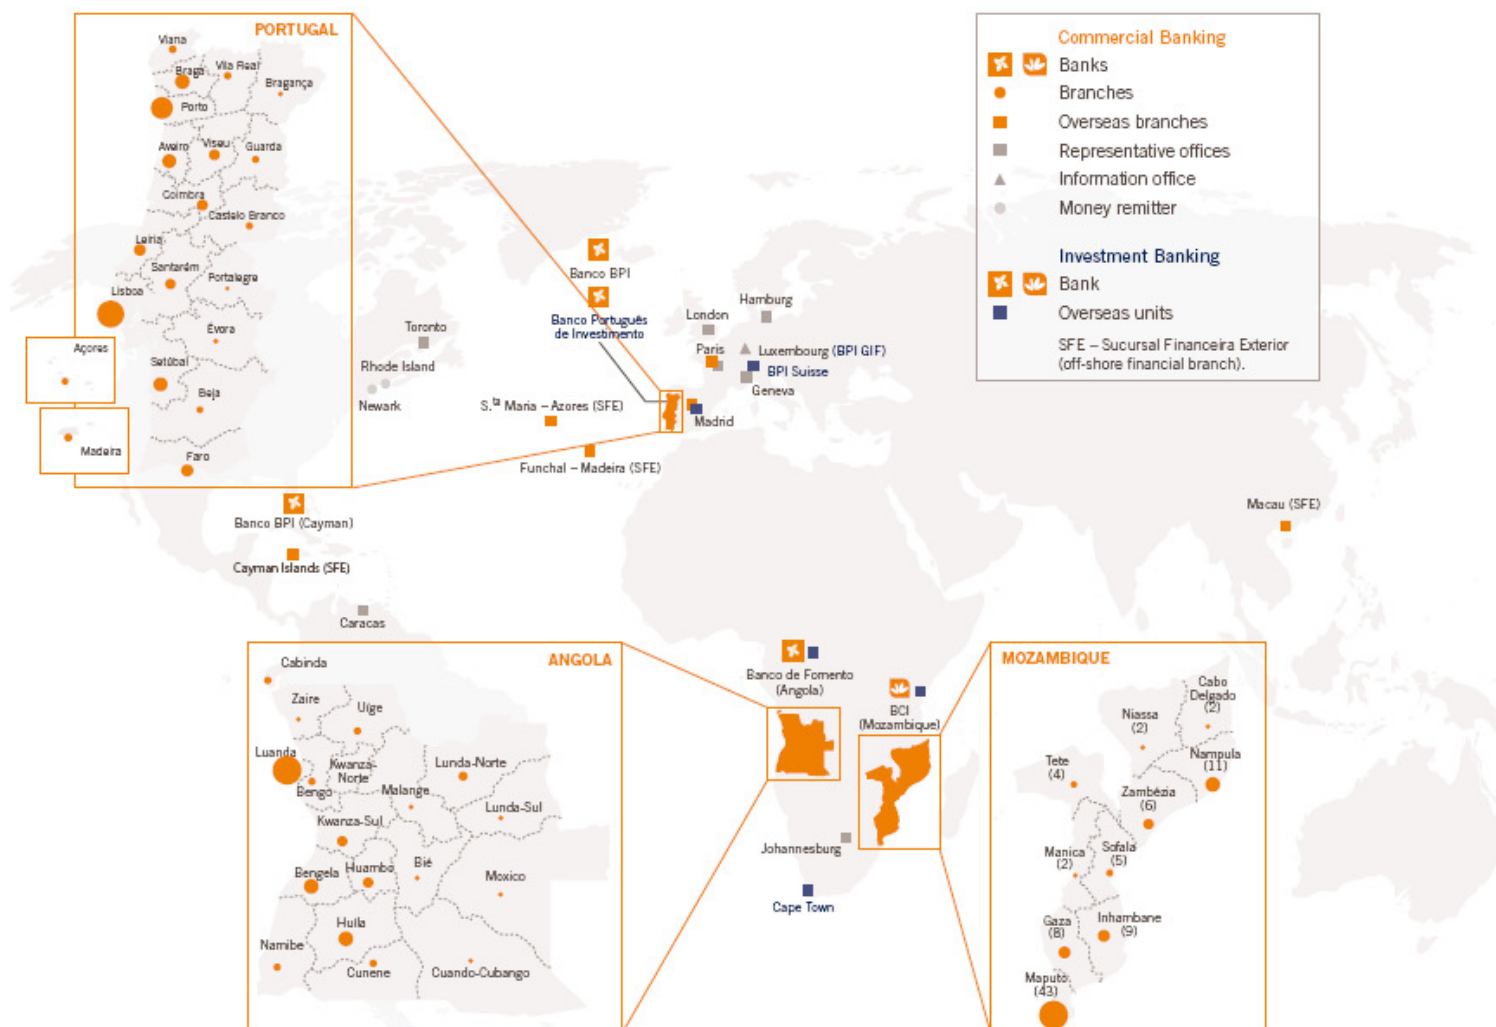 PORTUGAL
Viana
Braga
Vila Real
Bragança
Porto
Aveiro
Viseu
Guarda
Coimbra
Castelo Branco
Leiria
Santarém
Portalegre
Lisboa
Évora
Açores
Setúbal
Beja
Madeira
Faro
Commercial Banking
Banks
Branches
Overseas branches
Representative offices
Information office
Money remitter
Investment Banking
Bank
Overseas units
SFE – Sucursal Financeira Exterior
(off-shore financial branch).
Banco BPI
Banco Português
de Investimento
Toronto
Rhode Island
Newark
S.ta Maria – Azores (SFE)
Funchal – Madeira (SFE)
London
Hamburg
Paris
Luxembourg (BPI GIF)
BPI Suisse
Geneva
Madrid
Banco BPI (Cayman)
Cayman Islands (SFE)
Caracas
Macau (SFE)
Banco de Fomento
(Angola)
BCI
(Mozambique)
Johannesburg
Cape Town
ANGOLA
Cabinda
Zaire
Uíge
Luanda
Kwanza-
Norte
Lunda-Norte
Bengo
Malange
Lunda-Sul
Kwanza-Sul
Bengela
Huambo
Bié
Moxico
Huíla
Namibe
Cunene
Cuando-Cubango
MOZAMBIQUE
Cabo
Delgado
(2)
Niassa
(2)
Nampula
(11)
Tete
(4)
Zambézia
(6)
Manica
(2)
Sofala
(5)
Gaza
(8)
Inhambane
(9)
Maputo
(43)